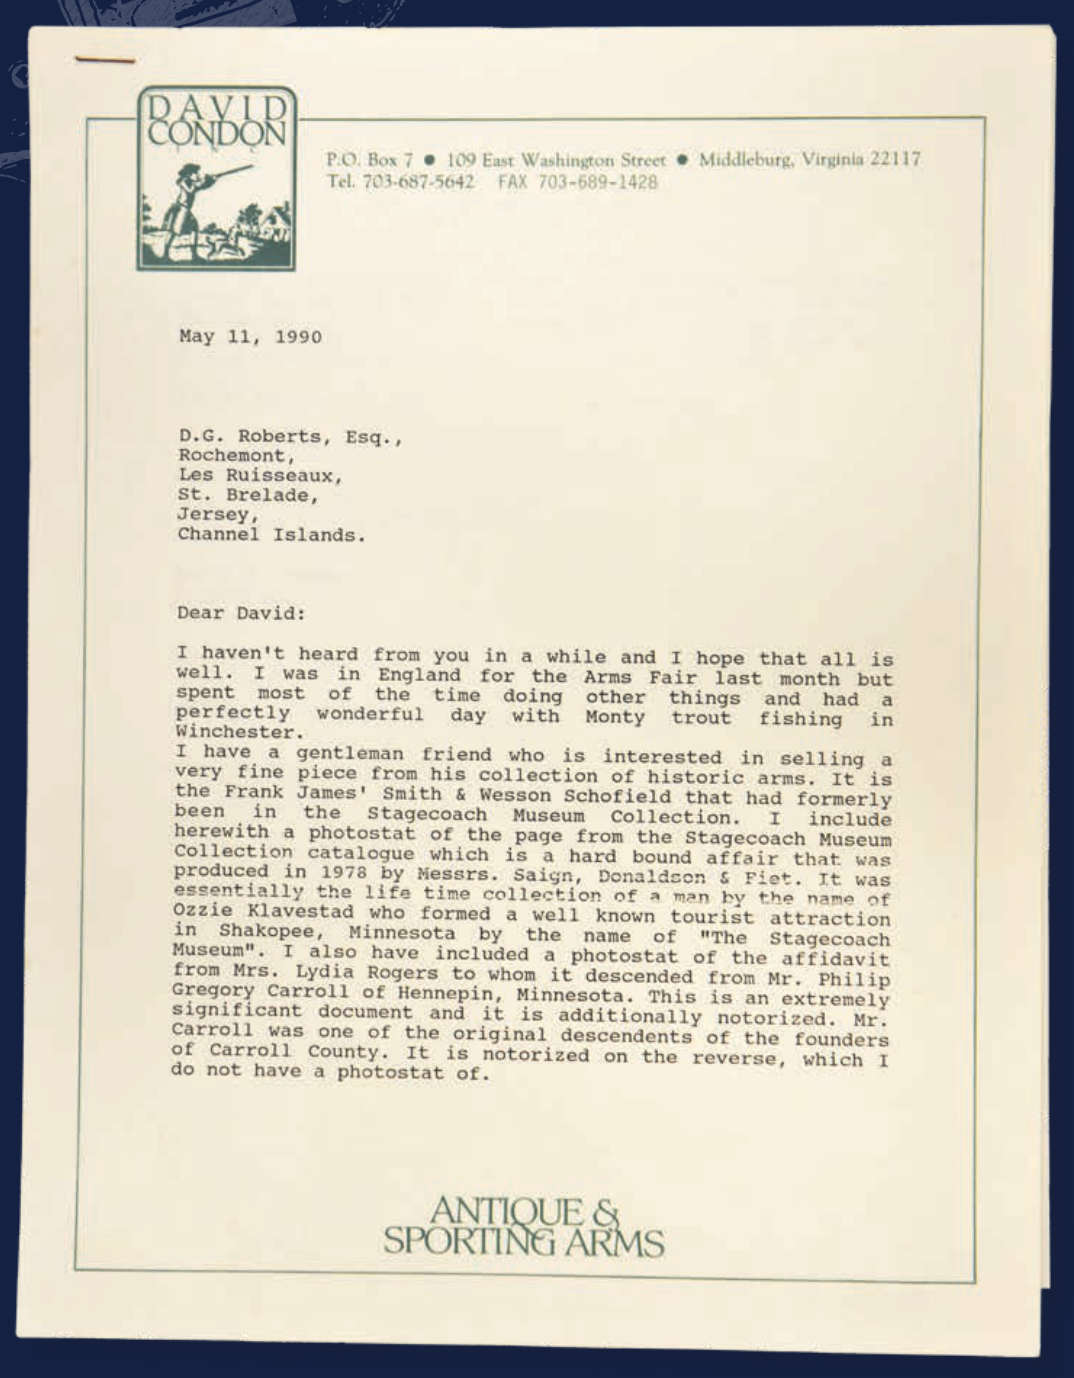 DAVID
CONDON
INC
P.O. Box 7 ● 109 East Washington Street ● Middleburg, Virginia 22117
Tel. 703-687-5642 FAX 703-689-1428
May 11, 1990
D.G. Roberts, Esq.,
Rochemont,
Les Ruisseaux,
St. Brelade,
Jersey,
Channel Islands.
Dear David:
I haven't heard from you in a while and I hope that all is
well. I was in England for the Arms Fair last month but
spent most of the time doing other things and had a
perfectly wonderful day with Monty trout fishing in
Winchester.
I have a gentleman friend who is interested in selling a
very fine piece from his collection of historic arms. It is
the Frank James' Smith & Wesson Schofield that had formerly
been in the Stagecoach Museum Collection. I include
herewith a photostat of the page from the Stagecoach Museum
Collection catalogue which is a hard bound affair that was
produced in 1978 by Messrs. Saign, Donaldson & Fiet. It was
essentially the life time collection of a man by the name of
Ozzie Klavestad who formed a well known tourist attraction
in Shakopee, Minnesota by the name of "The Stagecoach
Museum". I also have included a photostat of the affidavit
from Mrs. Lydia Rogers to whom it descended from Mr. Philip
Gregory Carroll of Hennepin, Minnesota. This is an extremely
significant document and it is additionally notorized. Mr.
Carroll was one of the original descendents of the founders
of Carroll County. It is notorized on the reverse, which I
do not have a photostat of.
ANTIQUE &
SPORTING ARMS